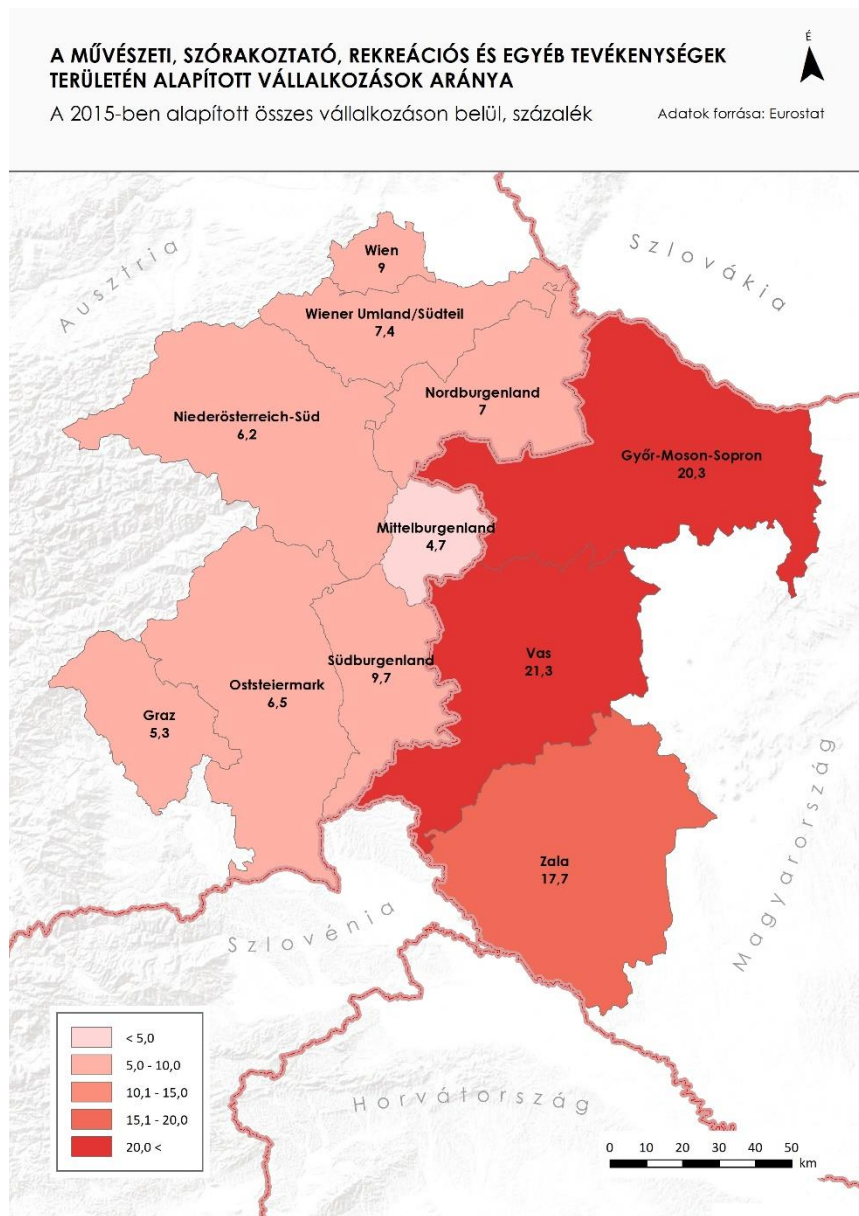 A MŰVÉSZETI, SZÓRAKOZTATÓ, REKREÁCIÓS ÉS EGYÉB TEVÉKENYSÉGEK
TERÜLETÉN ALAPÍTOTT VÁLLALKOZÁSOK ARÁNYA
A 2015-ben alapított összes vállalkozáson belül, százalék
Adatok forrása: Eurostat
É
Ausztria
Szlovákia
Wien
9
Wiener Umland/Südteil
7,4
Nordburgenland
7
Niederösterreich-Süd
6,2
Győr-Moson-Sopron
20,3
Mittelburgenland
4,7
Vas
21,3
Südburgenland
9,7
Oststeiermark
6,5
Graz
5,3
Zala
17,7
Magyarország
Szlovénia
Horvátország
< 5,0
5,0 - 10,0
10,1 - 15,0
15,1 - 20,0
20,0 <
0 10 20 30 40 50
km